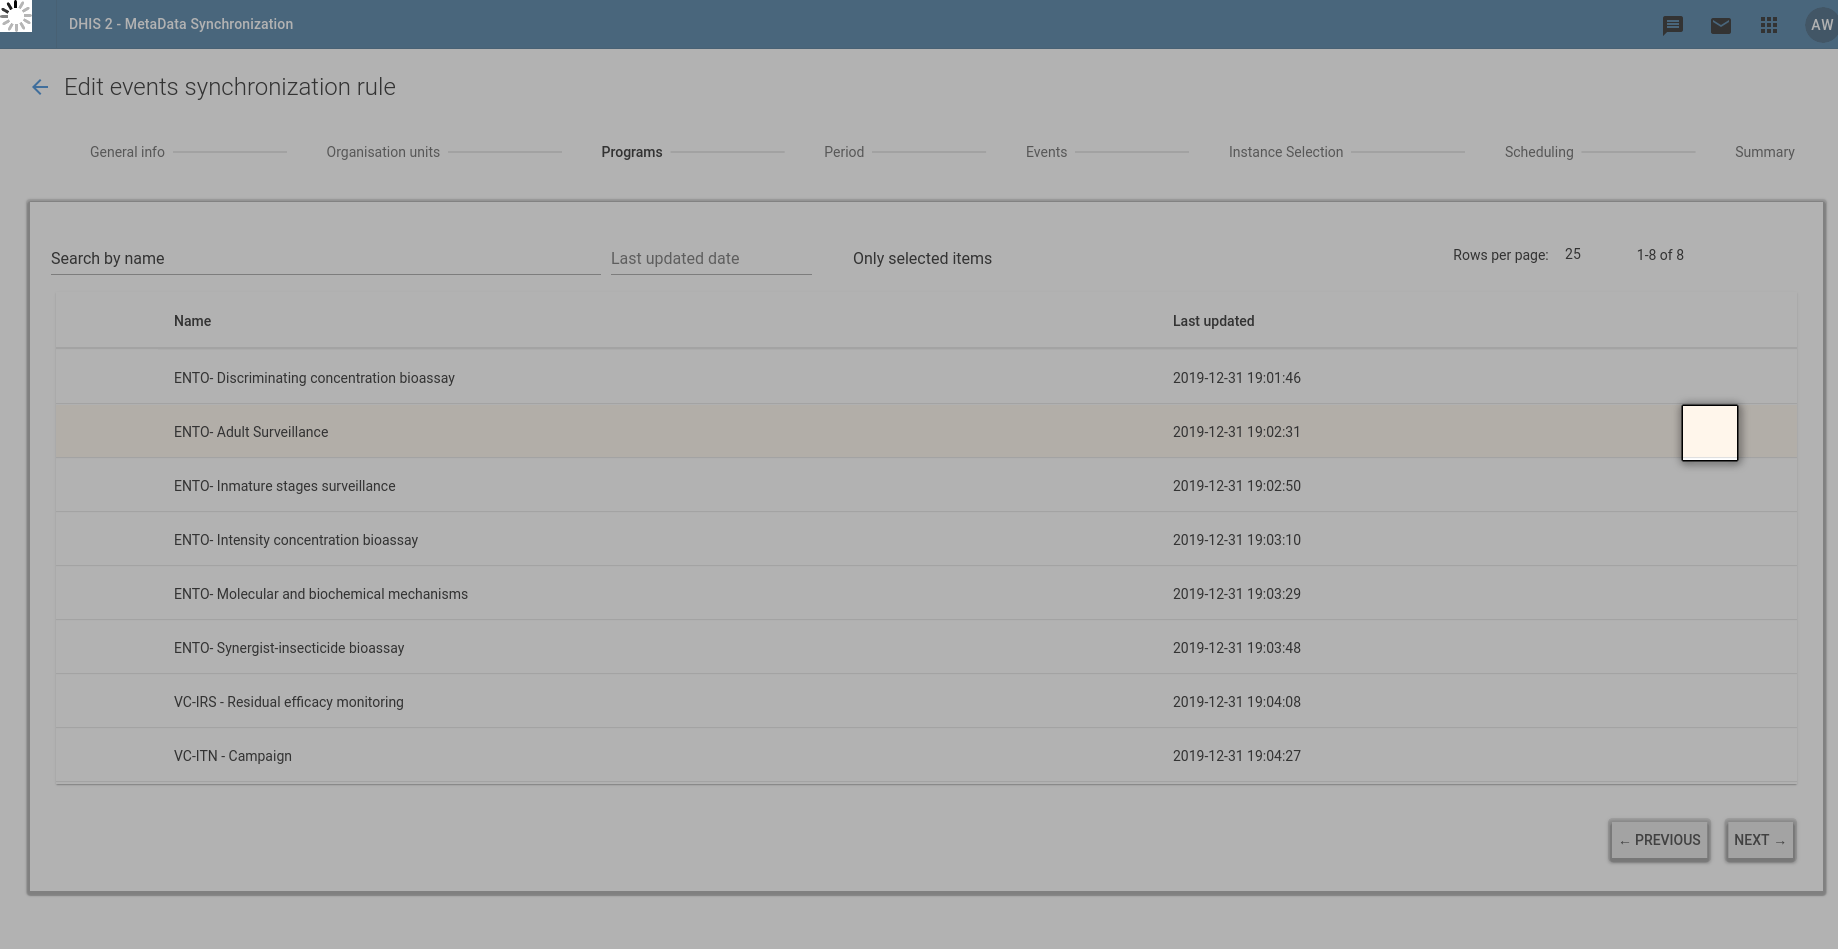 DHIS 2 - MetaData Synchronization
AW
Edit events synchronization rule
General info
Organisation units
Programs
Period
Events
Instance Selection
Scheduling
Summary
Search by name
Last updated date
Only selected items
Rows per page: 25
1-8 of 8
Name Last updated
ENTO- Discriminating concentration bioassay 2019-12-31 19:01:46
ENTO- Adult Surveillance 2019-12-31 19:02:31
ENTO- Inmature stages surveillance 2019-12-31 19:02:50
ENTO- Intensity concentration bioassay 2019-12-31 19:03:10
ENTO- Molecular and biochemical mechanisms 2019-12-31 19:03:29
ENTO- Synergist-insecticide bioassay 2019-12-31 19:03:48
VC-IRS - Residual efficacy monitoring 2019-12-31 19:04:08
VC-ITN - Campaign 2019-12-31 19:04:27
← PREVIOUS
NEXT →